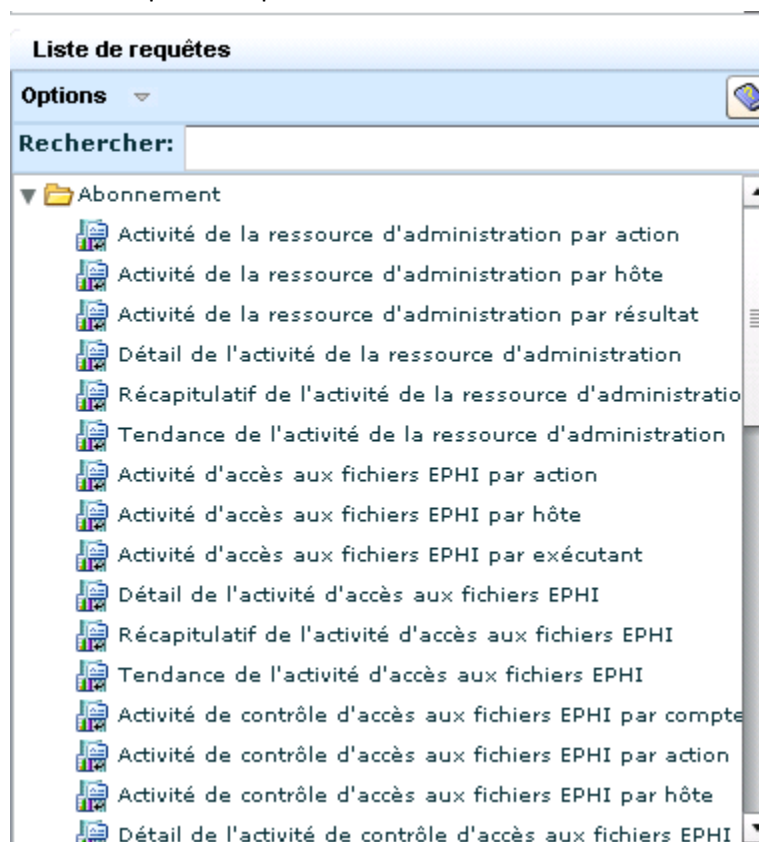 Liste de requêtes
Options
Rechercher:
Abonnement
Activité de la ressource d'administration par action
Activité de la ressource d'administration par hôte
Activité de la ressource d'administration par résultat
Détail de l'activité de la ressource d'administration
Récapitulatif de l'activité de la ressource d'administratio
Tendance de l'activité de la ressource d'administration
Activité d'accès aux fichiers EPHI par action
Activité d'accès aux fichiers EPHI par hôte
Activité d'accès aux fichiers EPHI par exécutant
Détail de l'activité d'accès aux fichiers EPHI
Récapitulatif de l'activité d'accès aux fichiers EPHI
Tendance de l'activité d'accès aux fichiers EPHI
Activité de contrôle d'accès aux fichiers EPHI par compte
Activité de contrôle d'accès aux fichiers EPHI par action
Activité de contrôle d'accès aux fichiers EPHI par hôte
Détail de l'activité de contrôle d'accès aux fichiers EPHI